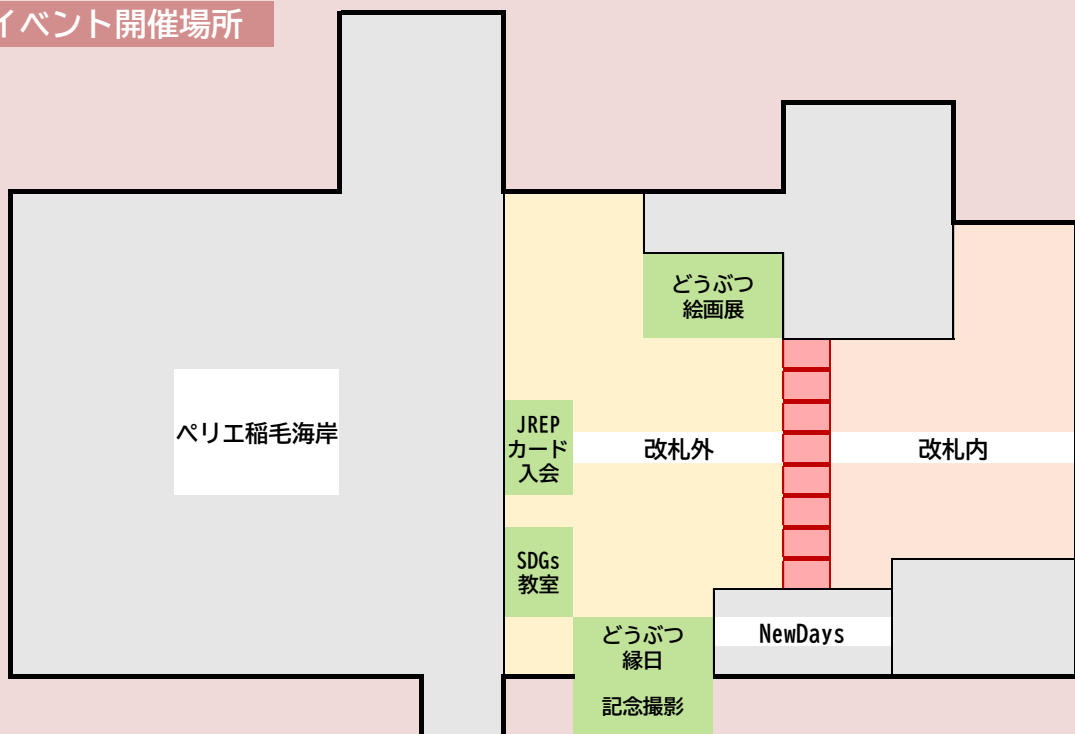 イベント開催場所
どうぶつ
絵画展
ペリエ稲毛海岸
JREP
カード
入会
改札外
改札内
SDGs
教室
どうぶつ
縁日
記念撮影
NewDays